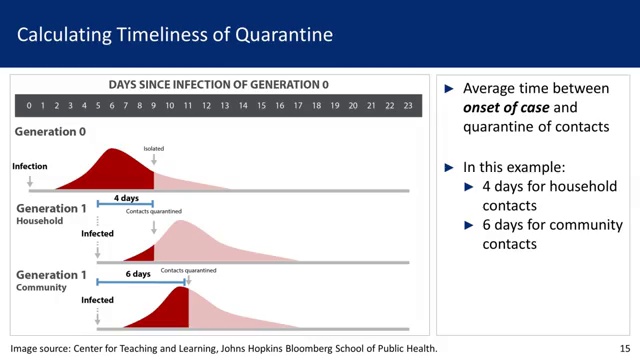 Calculating Timeliness of Quarantine
DAYS SINCE INFECTION OF GENERATION 0
0 1 2 3 4 5 6 7 8 9 10 11 12 13 14 15 16 17 18 19 20 21 22 23
Generation 0
Isolated
Infection
4 days
Generation 1
Household
Contacts quarantined
Infected
Generation 1
Community
6 days
Contacts quarantined
Infected
► Average time between
onset of case and
quarantine of contacts
► In this example:
► 4 days for household
contacts
► 6 days for community
contacts
Image source: Center for Teaching and Learning, Johns Hopkins Bloomberg School of Public Health.
15